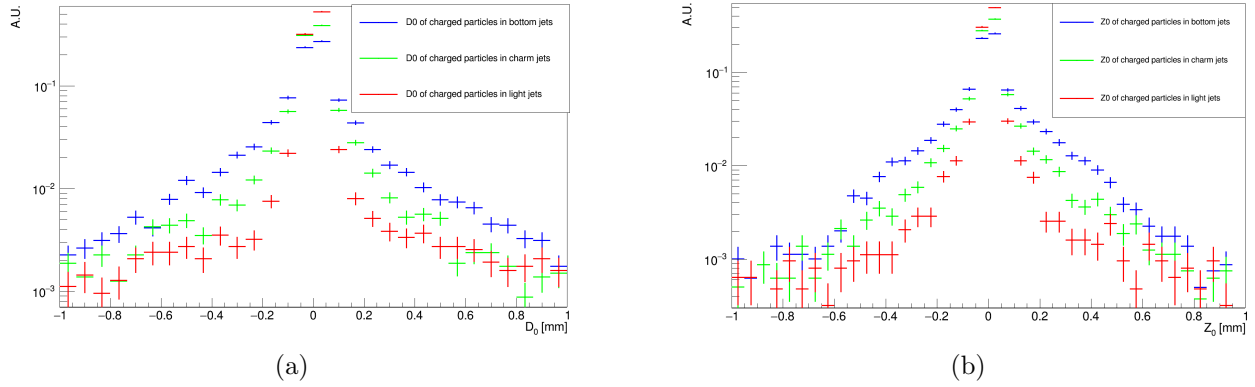 A.U.
D0 of charged particles in bottom jets
D0 of charged particles in charm jets
D0 of charged particles in light jets
10⁻¹
10⁻²
10⁻³
−1 −0.8 −0.6 −0.4 −0.2 0 0.2 0.4 0.6 0.8 1
D₀ [mm]
(a)
A.U.
Z0 of charged particles in bottom jets
Z0 of charged particles in charm jets
Z0 of charged particles in light jets
10⁻¹
10⁻²
10⁻³
−1 −0.8 −0.6 −0.4 −0.2 0 0.2 0.4 0.6 0.8 1
Z₀ [mm]
(b)